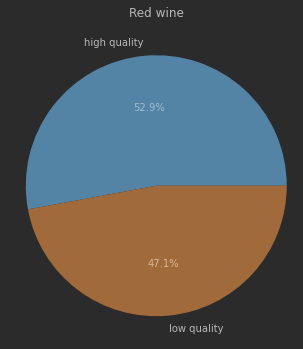 Red wine
high quality
52.9%
47.1%
low quality